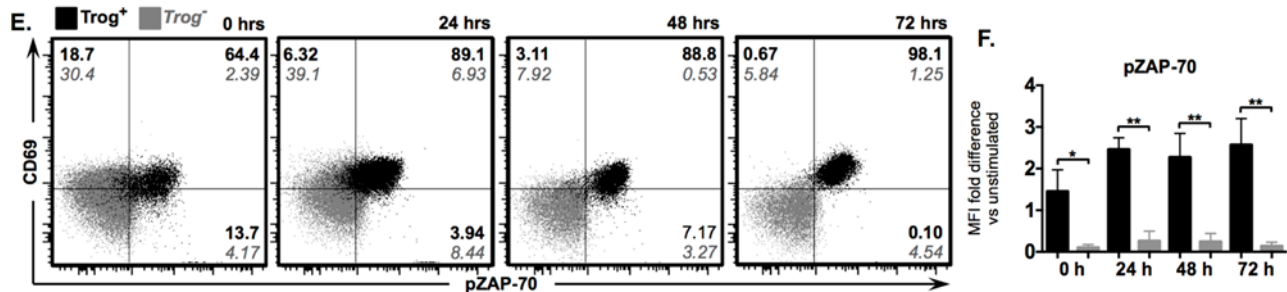 E. Trog⁺ Trog⁻ 0 hrs 24 hrs 48 hrs 72 hrs
18.7 64.4 6.32 89.1 3.11 88.8 0.67 98.1
30.4 2.39 39.1 6.93 7.92 0.53 5.84 1.25
CD69
13.7 3.94 7.17 0.10
4.17 8.44 3.27 4.54
pZAP-70
F.
pZAP-70
MFI fold difference
vs unstimulated
4
3
2
1
0
* ** ** **
0 h 24 h 48 h 72 h